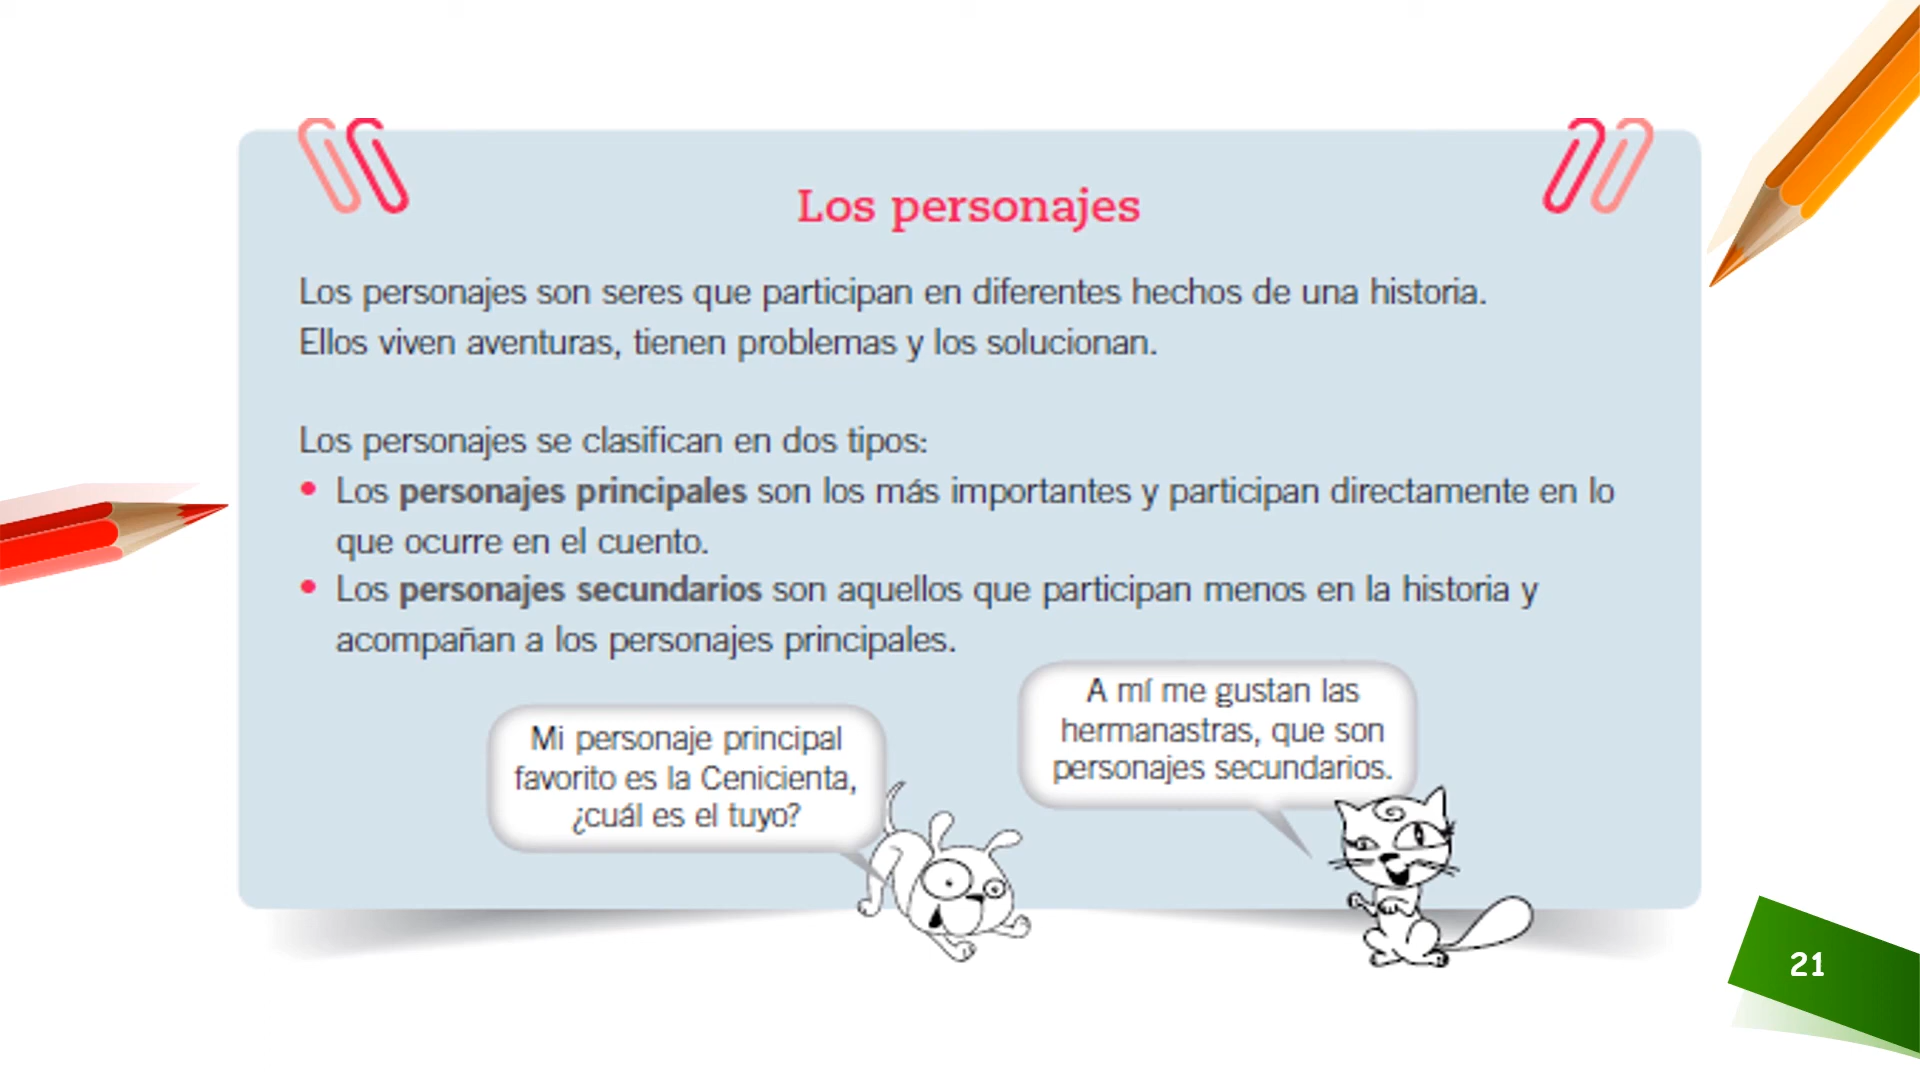 Los personajes
Los personajes son seres que participan en diferentes hechos de una historia.
Ellos viven aventuras, tienen problemas y los solucionan.
Los personajes se clasifican en dos tipos:
• Los personajes principales son los más importantes y participan directamente en lo
que ocurre en el cuento.
• Los personajes secundarios son aquellos que participan menos en la historia y
acompañan a los personajes principales.
Mi personaje principal
favorito es la Cenicienta,
¿cuál es el tuyo?
A mí me gustan las
hermanastras, que son
personajes secundarios.
21